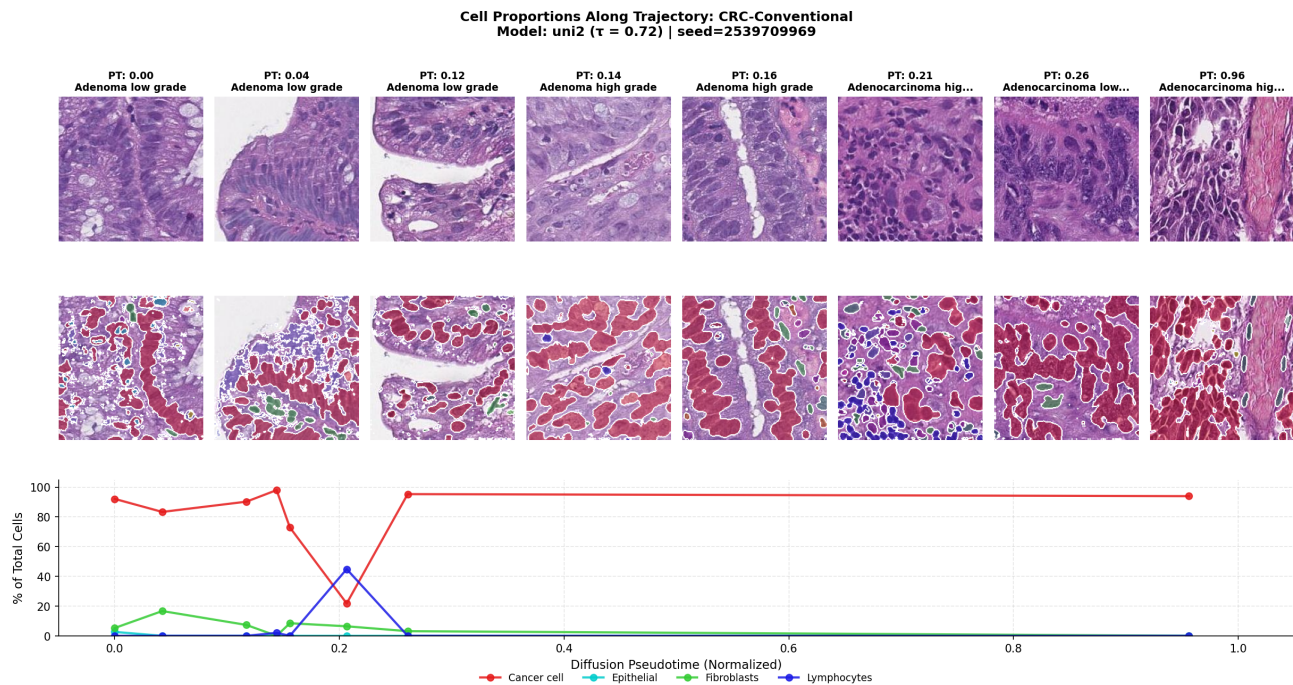 Cell Proportions Along Trajectory: CRC-Conventional
Model: uni2 (τ = 0.72) | seed=2539709969
PT: 0.00
Adenoma low grade
PT: 0.04
Adenoma low grade
PT: 0.12
Adenoma low grade
PT: 0.14
Adenoma high grade
PT: 0.16
Adenoma high grade
PT: 0.21
Adenocarcinoma hig...
PT: 0.26
Adenocarcinoma low...
PT: 0.96
Adenocarcinoma hig...
% of Total Cells
100
80
60
40
20
0
0.0
0.2
0.4
0.6
0.8
1.0
Diffusion Pseudotime (Normalized)
Cancer cell
Epithelial
Fibroblasts
Lymphocytes